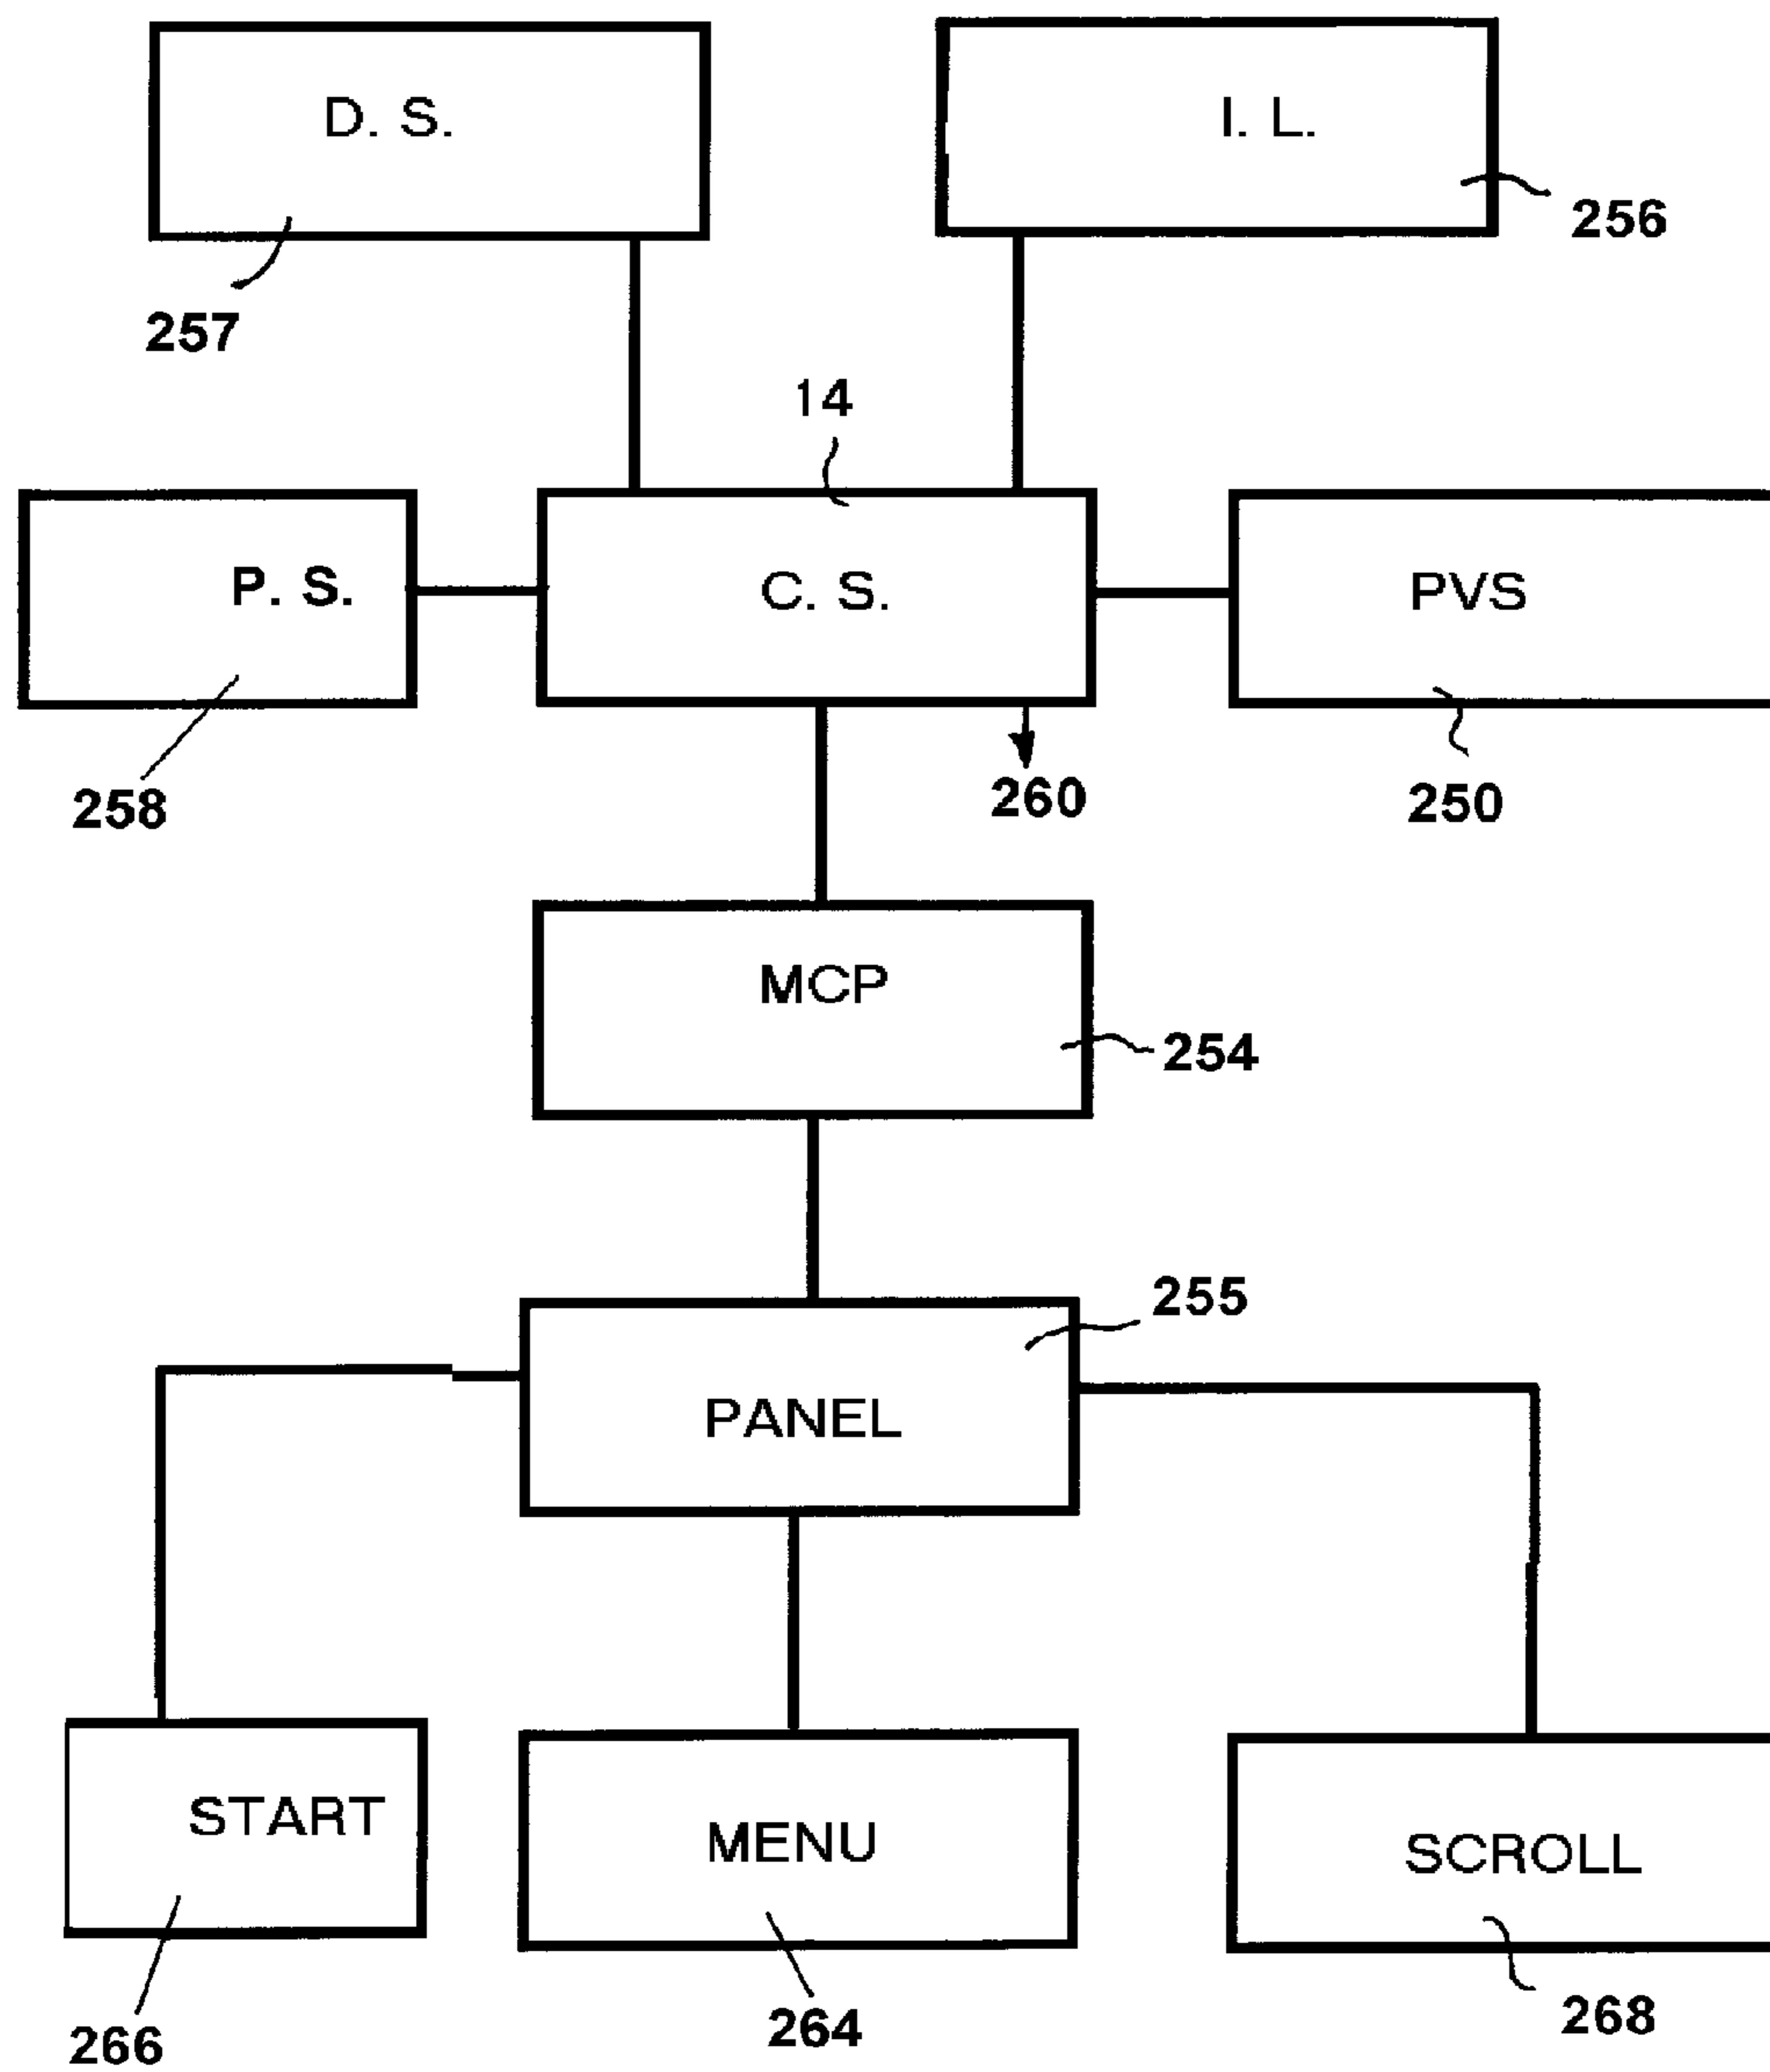 D. S.
I. L.
256
257
14
P. S.
C. S.
PVS
258
260
250
MCP
254
255
PANEL
START
MENU
SCROLL
266
264
268